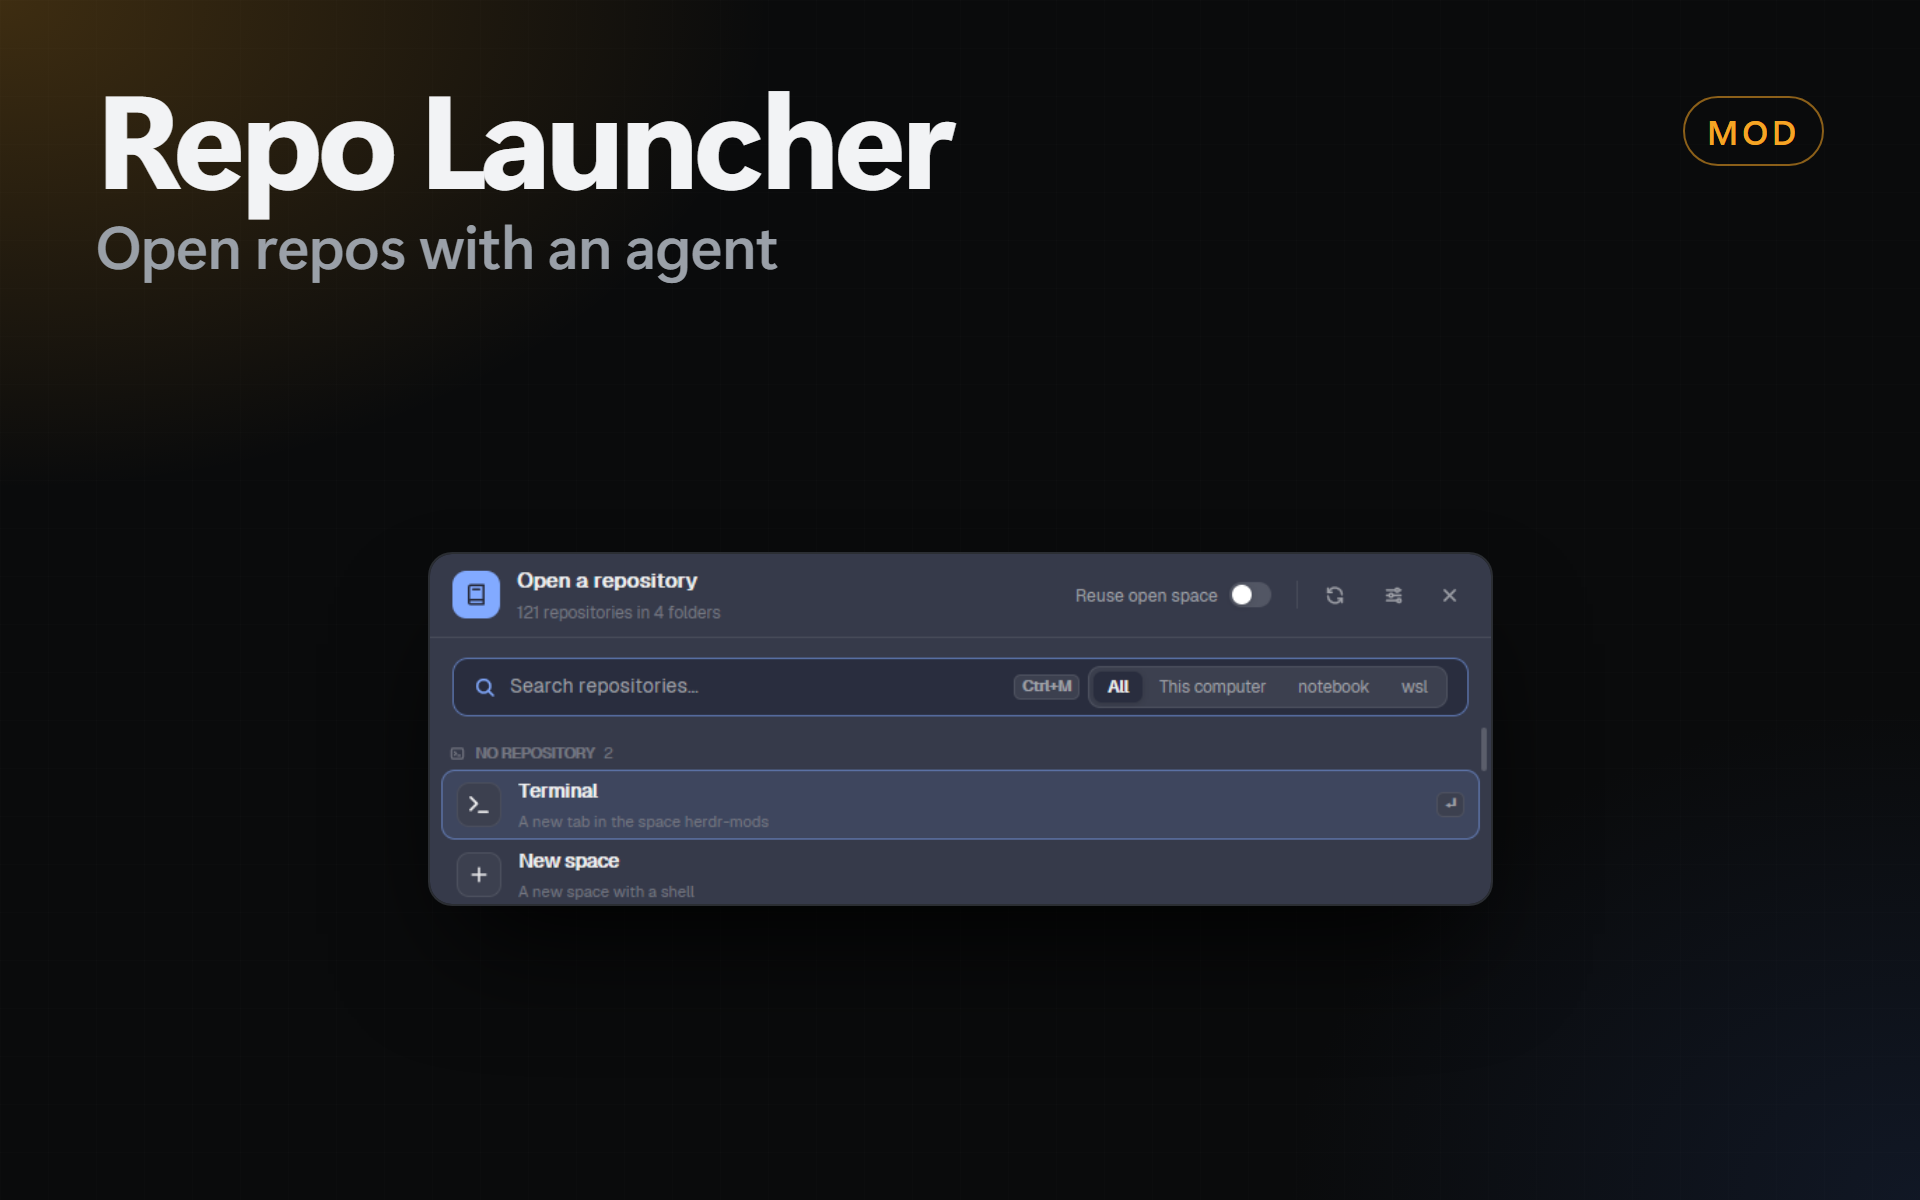 Repo Launcher
MOD
Open repos with an agent
Open a repository
121 repositories in 4 folders
Reuse open space
Search repositories...
Ctrl+M
All
This computer
notebook
wsl
NO REPOSITORY 2
Terminal
A new tab in the space herdr-mods
New space
A new space with a shell